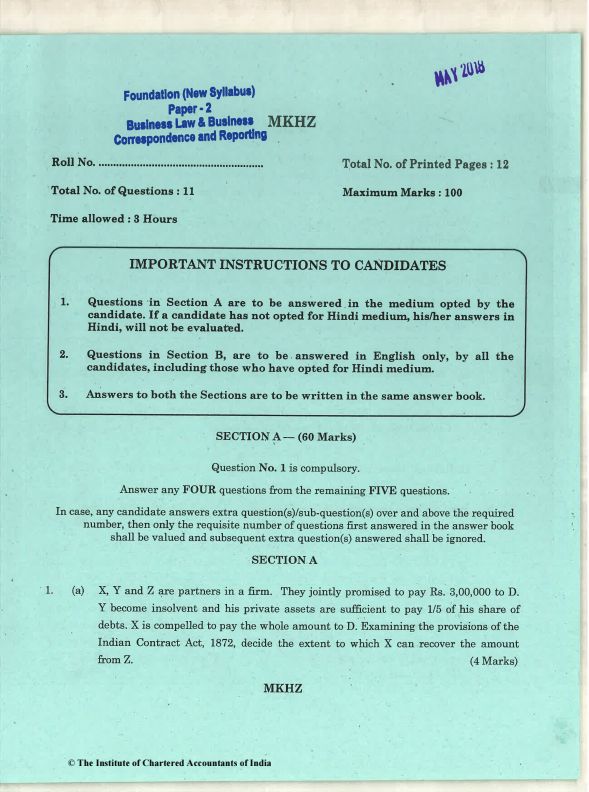 MAY 2018
Foundation (New Syllabus)
Paper - 2
Business Law & Business
Correspondence and Reporting
MKHZ
Roll No. ........................................................
Total No. of Printed Pages : 12
Total No. of Questions : 11
Maximum Marks : 100
Time allowed : 3 Hours
IMPORTANT INSTRUCTIONS TO CANDIDATES
1. Questions in Section A are to be answered in the medium opted by the
candidate. If a candidate has not opted for Hindi medium, his/her answers in
Hindi, will not be evaluated.
2. Questions in Section B, are to be answered in English only, by all the
candidates, including those who have opted for Hindi medium.
3. Answers to both the Sections are to be written in the same answer book.
SECTION A — (60 Marks)
Question No. 1 is compulsory.
Answer any FOUR questions from the remaining FIVE questions.
In case, any candidate answers extra question(s)/sub-question(s) over and above the required
number, then only the requisite number of questions first answered in the answer book
shall be valued and subsequent extra question(s) answered shall be ignored.
SECTION A
1. (a) X, Y and Z are partners in a firm. They jointly promised to pay Rs. 3,00,000 to D.
Y become insolvent and his private assets are sufficient to pay 1/5 of his share of
debts. X is compelled to pay the whole amount to D. Examining the provisions of the
Indian Contract Act, 1872, decide the extent to which X can recover the amount
from Z. (4 Marks)
MKHZ
© The Institute of Chartered Accountants of India